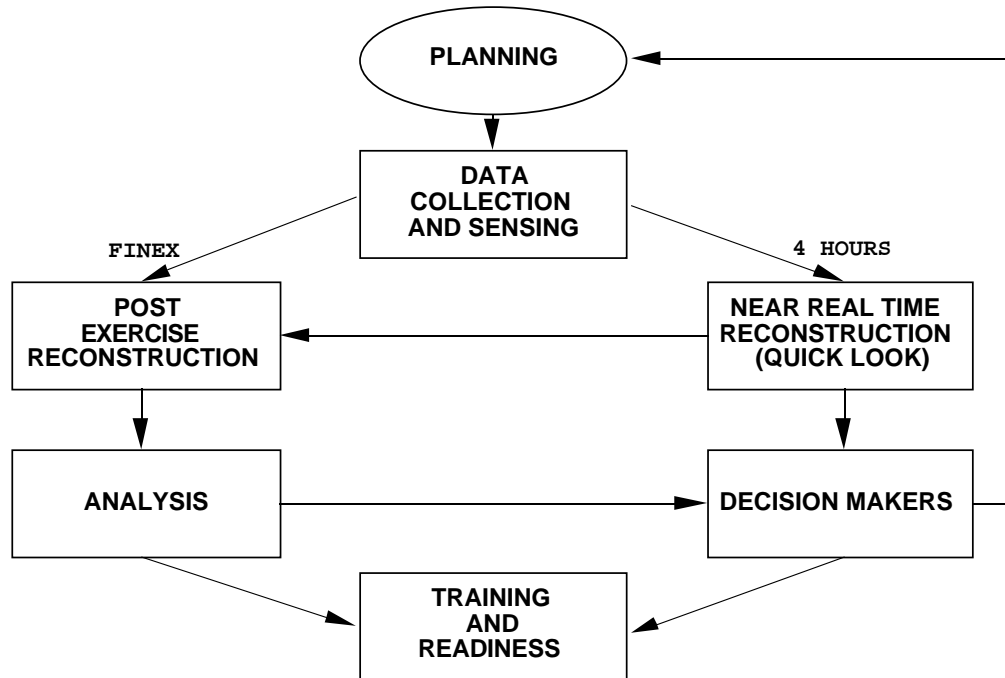 PLANNING
DATA
COLLECTION
AND SENSING
FINEX
4 HOURS
POST
EXERCISE
RECONSTRUCTION
NEAR REAL TIME
RECONSTRUCTION
(QUICK LOOK)
ANALYSIS
DECISION MAKERS
TRAINING
AND
READINESS